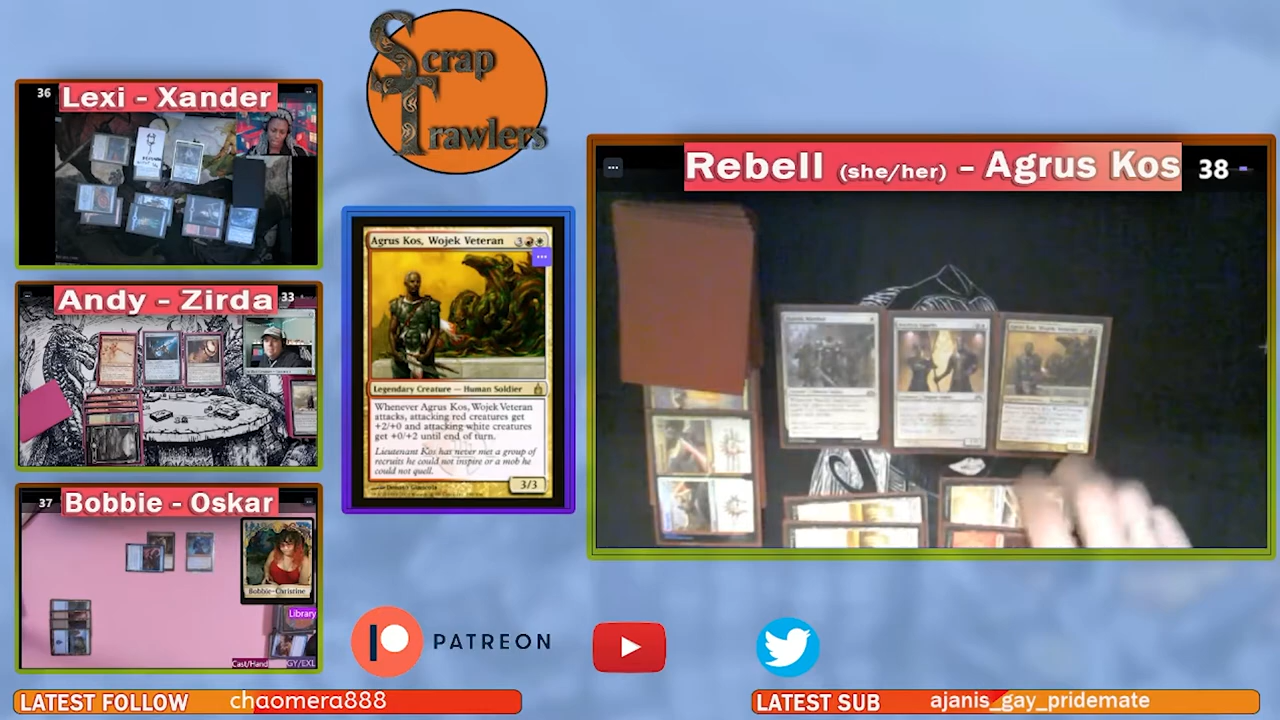 Scrap
Trawlers
36
Lexi - Xander
Andy - Zirda
33
37
Bobbie - Oskar
Bobbie-Christine
Library
Cast/Hand
GY/EXL
Agrus Kos, Wojek Veteran
Legendary Creature — Human Soldier
Whenever Agrus Kos, Wojek Veteran
attacks, attacking red creatures get
+2/+0 and attacking white creatures
get +0/+2 until end of turn.
Lieutenant Kos has never met a group of
recruits he could not inspire or a mob he
could not quell.
3/3
Rebell (she/her) - Agrus Kos
38
PATREON
LATEST FOLLOW
chaomera888
LATEST SUB
ajanis_gay_pridemate